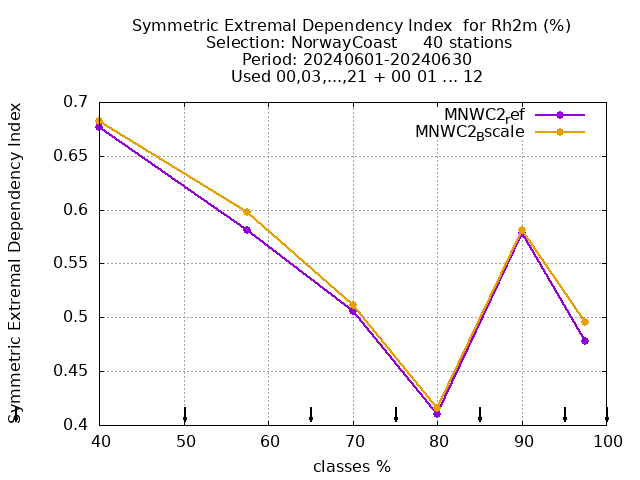 Symmetric Extremal Dependency Index  for Rh2m (%)
Selection: NorwayCoast     40 stations
Period: 20240601-20240630
Used 00,03,...,21 + 00 01 ... 12
Symmetric Extremal Dependency Index
0.7
0.65
0.6
0.55
0.5
0.45
0.4
MNWC2ref
MNWC2Bscale
40
50
60
70
80
90
100
classes %